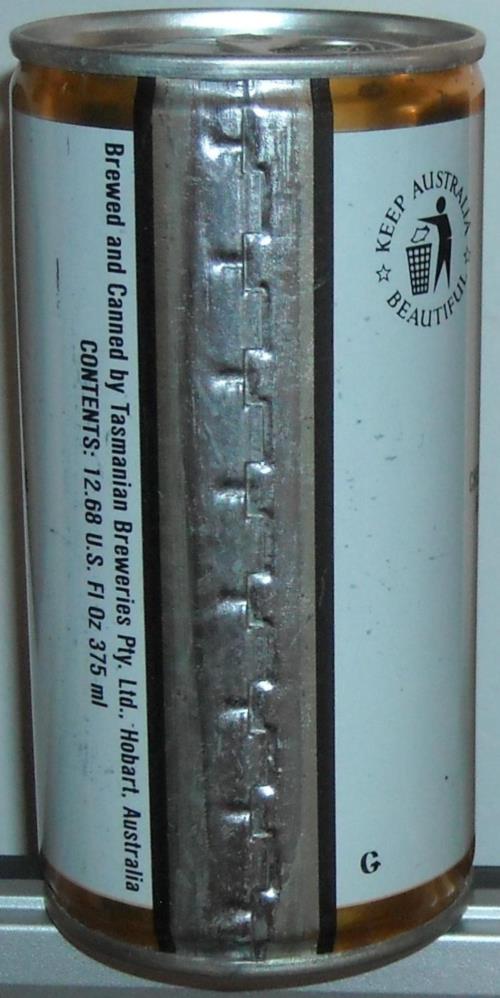 Brewed and Canned by Tasmanian Breweries Pty. Ltd., Hobart, Australia
CONTENTS: 12.68 U.S. Fl Oz 375 ml
KEEP AUSTRALIA
BEAUTIFUL
G